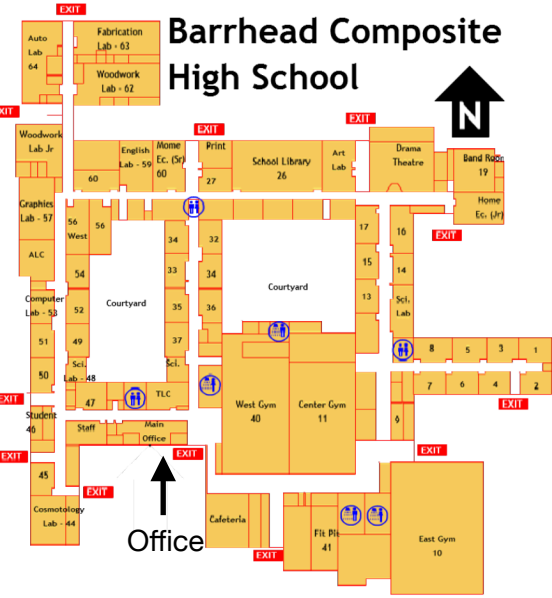 EXIT
Barrhead Composite
High School
N
Auto
Lab
64
Fabrication
Lab - 63
Woodwork
Lab - 62
EXIT
EXIT
EXIT
Woodwork
Lab Jr
English
Lab - 59
Mome
Ec. (Sr)
60
60
Print
27
School Library
26
Art
Lab
Drama
Theatre
Band Room
19
Home
Ec. (Jr)
EXIT
Graphics
Lab - 57
ALC
56
West
56
54
52
49
Sci.
Lab - 48
47
Computer
Lab - 53
51
50
Courtyard
34
33
35
37
Sci.
TLC
32
34
36
Courtyard
17
15
13
16
14
Sci.
Lab
8
5
3
1
7
6
4
2
EXIT
EXIT
Student
46
Staff
Main
Office
West Gym
40
Center Gym
11
EXIT
EXIT
EXIT
45
EXIT
Cosmotology
Lab - 44
Office
Cafeteria
EXIT
Fit Pit
41
East Gym
10